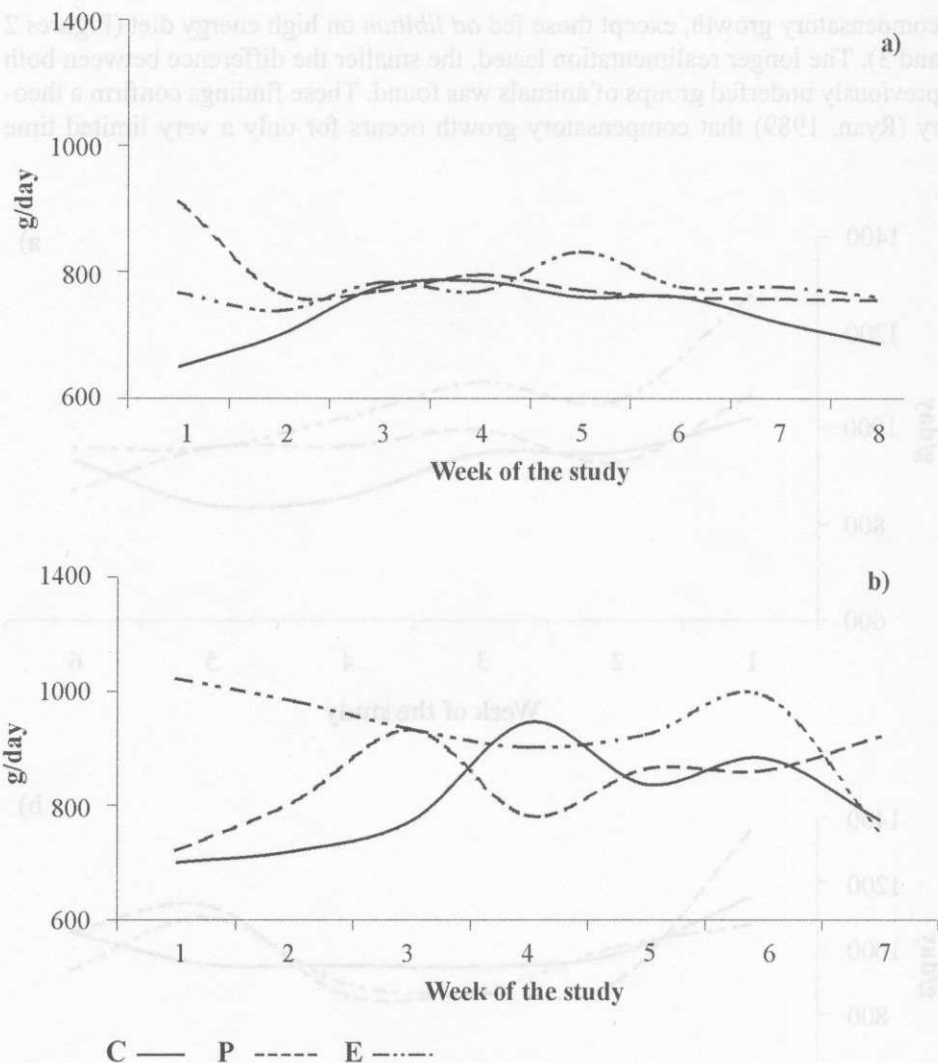 compensatory growth, except those fed ad libitum on high energy diet (Figures 2
and 3). The longer realimentation lasted, the smaller the difference between both
previously underfed groups of animals was found. These findings confirm a theo-
ry (Ryan, 1989) that compensatory growth occurs for only a very limited time
a)
1400
1000
800
600
g/day
1 2 3 4 5 6 7 8
Week of the study
b)
1400
1000
800
600
g/day
1 2 3 4 5 6 7
Week of the study
C P E